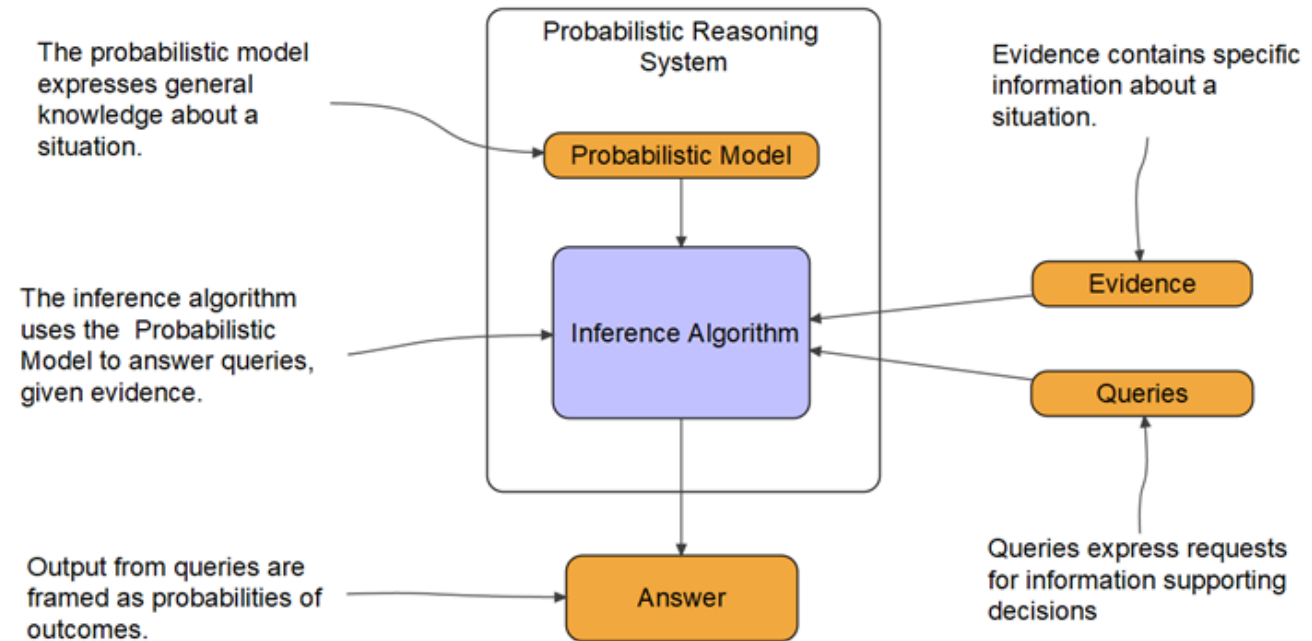 Probabilistic Reasoning
System
The probabilistic model
expresses general
knowledge about a
situation.
Evidence contains specific
information about a
situation.
Probabilistic Model
The inference algorithm
uses the Probabilistic
Model to answer queries,
given evidence.
Inference Algorithm
Evidence
Queries
Output from queries are
framed as probabilities of
outcomes.
Answer
Queries express requests
for information supporting
decisions